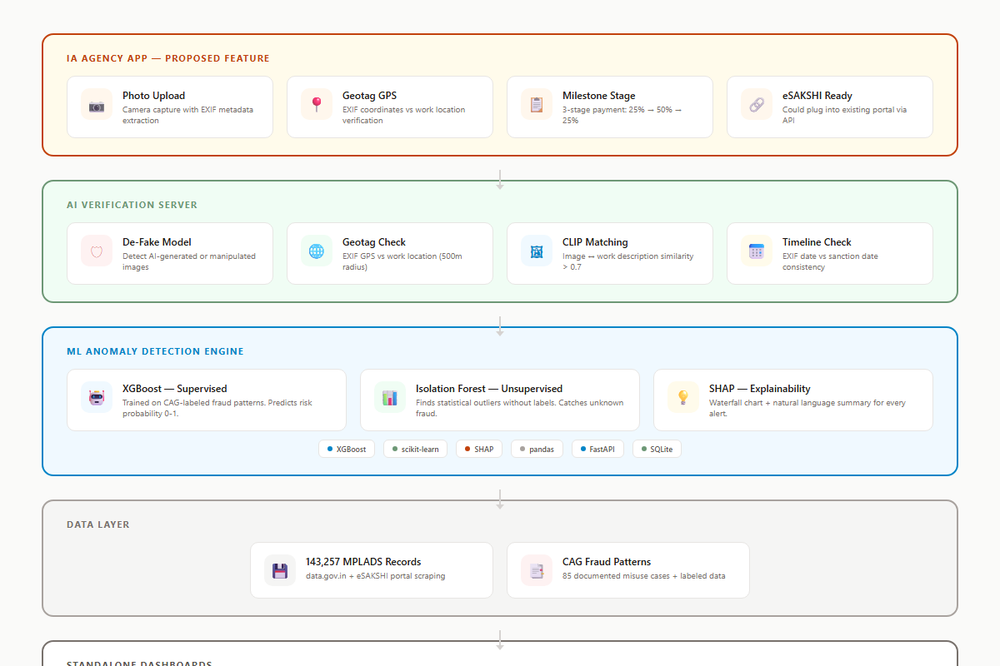 IA AGENCY APP — PROPOSED FEATURE
Photo Upload
Camera capture with EXIF metadata
extraction
Geotag GPS
EXIF coordinates vs work location
verification
Milestone Stage
3-stage payment: 25% → 50% →
25%
eSAKSHI Ready
Could plug into existing portal via
API
AI VERIFICATION SERVER
De-Fake Model
Detect AI-generated or manipulated
images
Geotag Check
EXIF GPS vs work location (500m
radius)
CLIP Matching
Image ↔ work description similarity
> 0.7
Timeline Check
EXIF date vs sanction date
consistency
ML ANOMALY DETECTION ENGINE
XGBoost — Supervised
Trained on CAG-labeled fraud patterns. Predicts risk
probability 0-1.
Isolation Forest — Unsupervised
Finds statistical outliers without labels. Catches unknown
fraud.
SHAP — Explainability
Waterfall chart + natural language summary for every
alert.
XGBoost
scikit-learn
SHAP
pandas
FastAPI
SQLite
DATA LAYER
143,257 MPLADS Records
data.gov.in + eSAKSHI portal scraping
CAG Fraud Patterns
85 documented misuse cases + labeled data
STANDALONE DASHBOARDS